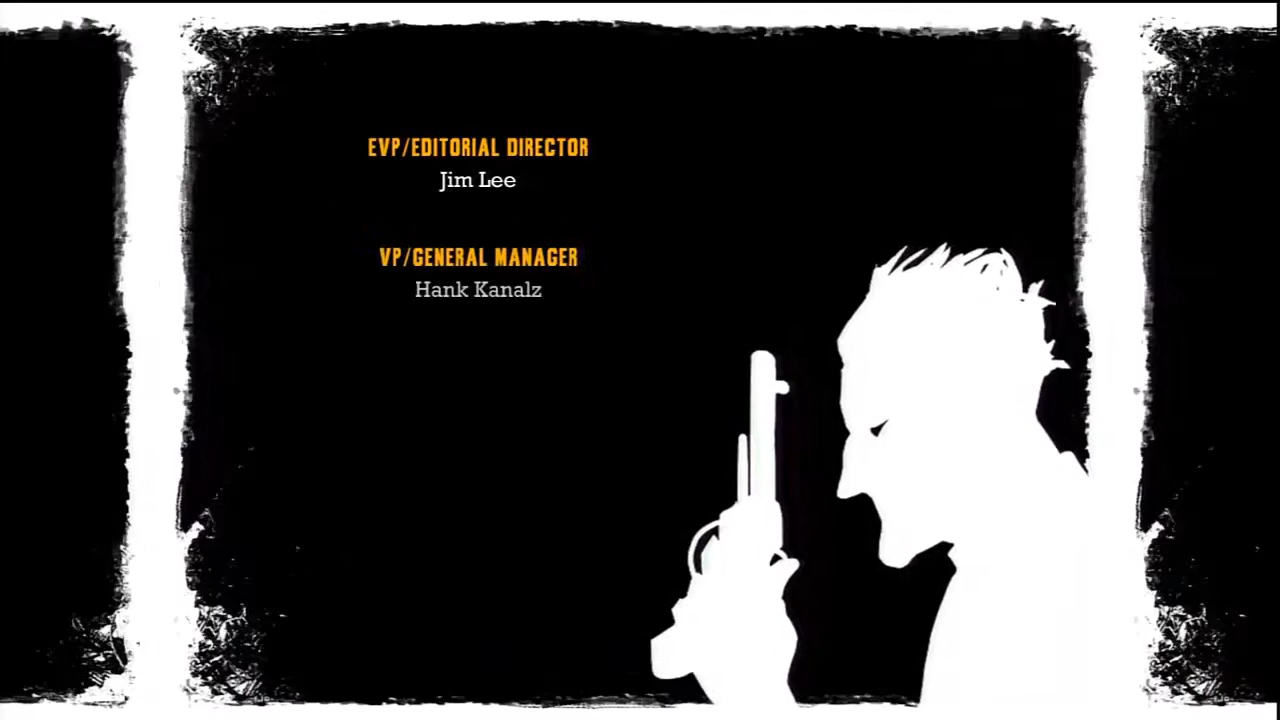 EVP/EDITORIAL DIRECTOR
Jim Lee
VP/GENERAL MANAGER
Hank Kanalz